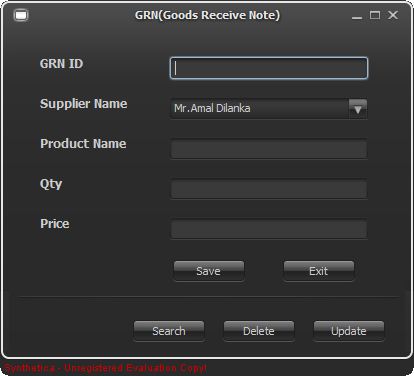 GRN(Goods Receive Note)
GRN ID
Supplier Name
Mr.Amal Dilanka
Product Name
Qty
Price
Save Exit
Search Delete Update
Synthetica - Unregistered Evaluation Copy!